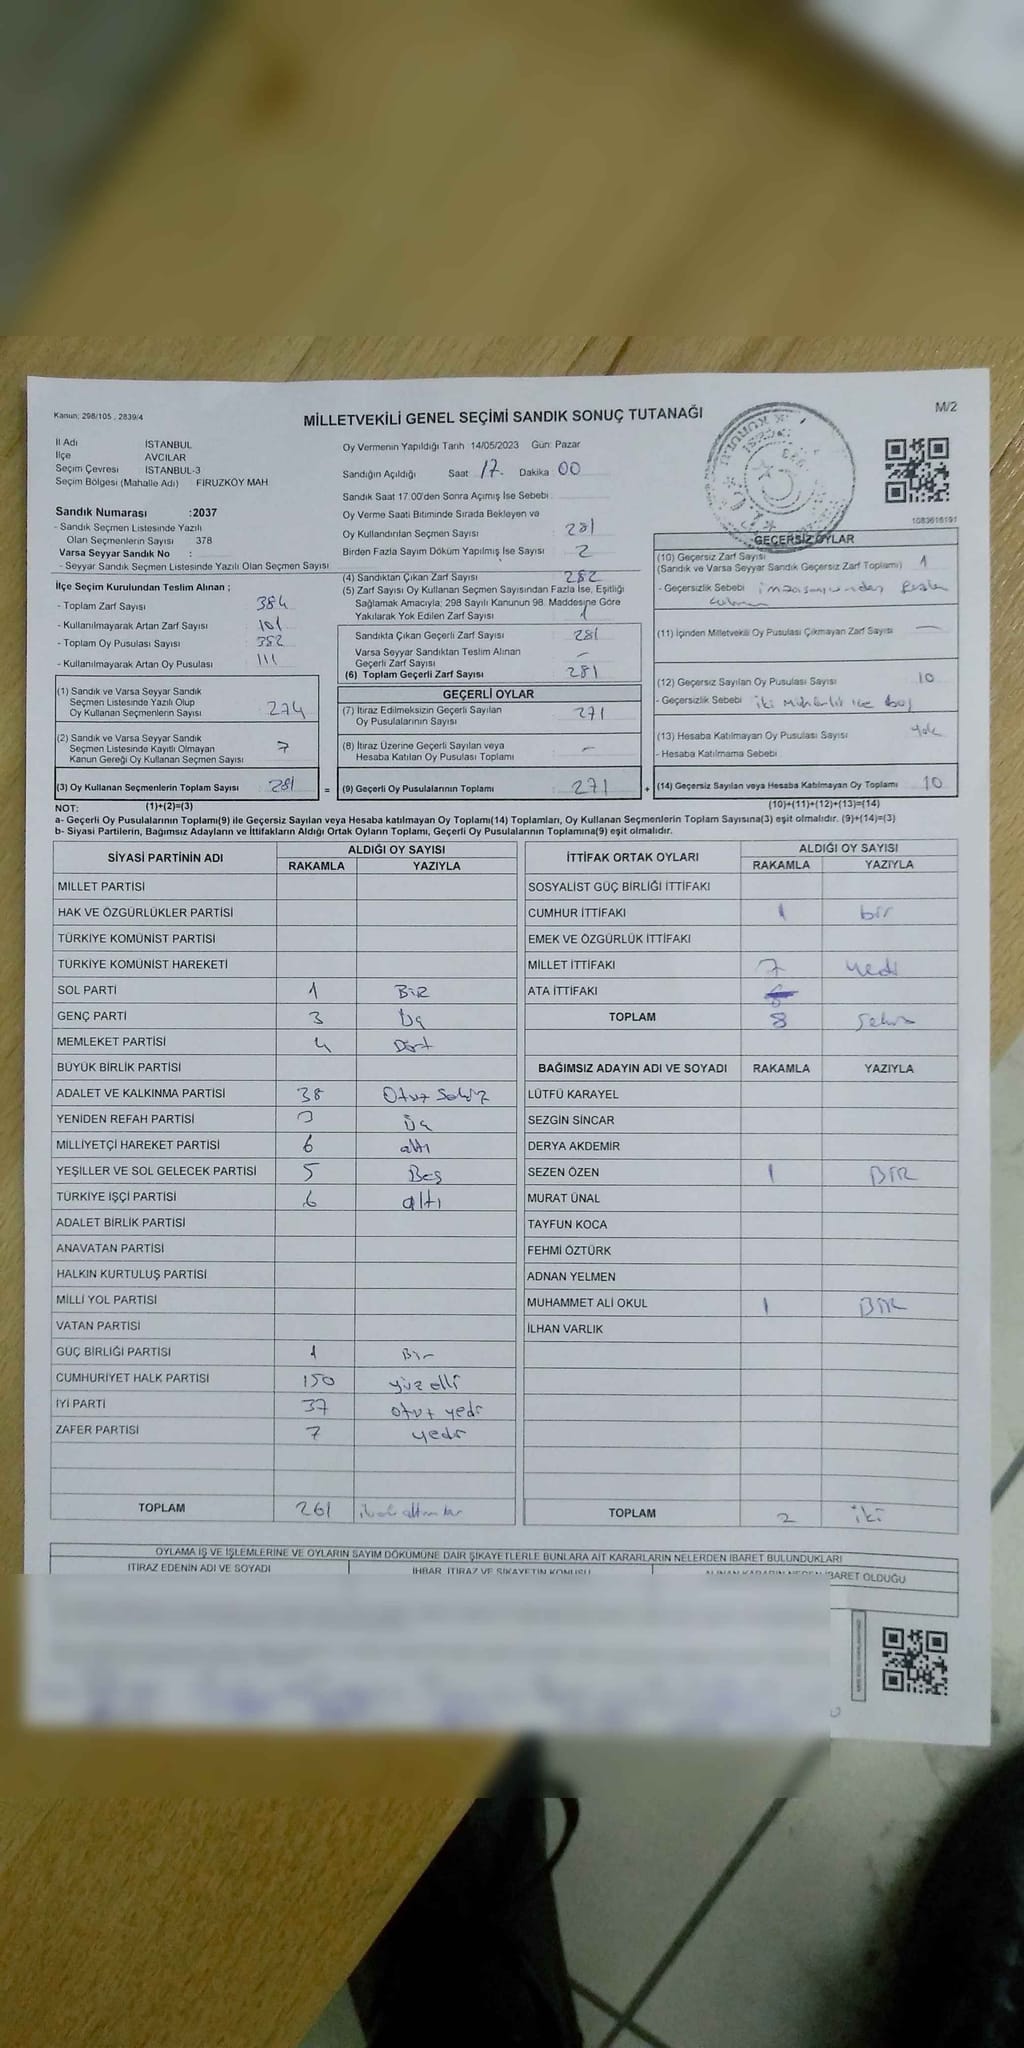 Kanun; 298/105 , 2839/4
MİLLETVEKİLİ GENEL SEÇİMİ SANDIK SONUÇ TUTANAĞI
M/2
İl Adı İSTANBUL
İlçe AVCILAR
Seçim Çevresi İSTANBUL-3
Seçim Bölgesi (Mahalle Adı) FİRUZKÖY MAH
Sandık Numarası :2037
- Sandık Seçmen Listesinde Yazılı
Olan Seçmenlerin Sayısı 378
Varsa Seyyar Sandık No :
- Seyyar Sandık Seçmen Listesinde Yazılı Olan Seçmen Sayısı
Oy Vermenin Yapıldığı Tarih 14/05/2023 Gün: Pazar
Sandığın Açıldığı Saat 17. Dakika 00
Sandık Saat 17:00'den Sonra Açımış İse Sebebi
Oy Verme Saati Bitiminde Sırada Bekleyen ve
Oy Kullandırılan Seçmen Sayısı 281
Birden Fazla Sayım Döküm Yapılmış İse Sayısı 2
1083616191
İlçe Seçim Kurulundan Teslim Alınan ;
- Toplam Zarf Sayısı 384
- Kullanılmayarak Artan Zarf Sayısı 101
- Toplam Oy Pusulası 392
- Kullanılmayarak Artan Oy Pusulası 111
(1) Sandık ve Varsa Seyyar Sandık
Seçmen Listesinde Yazılı Olup
Oy Kullanan Seçmenlerin Sayısı 274
(2) Sandık ve Varsa Seyyar Sandık
Seçmen Listesinde Kayıtlı Olmayan
Kanun Gereği Oy Kullanan Seçmen Sayısı 7
(3) Oy Kullanan Seçmenlerin Toplam Sayısı 281 =
(4) Sandıktan Çıkan Zarf Sayısı 282
(5) Zarf Sayısı Oy Kullanan Seçmen Sayısından Fazla İse, Eşitliği
Sağlamak Amacıyla; 298 Sayılı Kanunun 98. Maddesine Göre
Yakılarak Yok Edilen Zarf Sayısı 1
Sandıkta Çıkan Geçerli Zarf Sayısı 281
Varsa Seyyar Sandıktan Teslim Alınan
Geçerli Zarf Sayısı -
(6) Toplam Geçerli Zarf Sayısı 281
GEÇERLİ OYLAR
(7) İtiraz Edilmeksizin Geçerli Sayılan
Oy Pusulalarının Sayısı 271
(8) İtiraz Üzerine Geçerli Sayılan veya
Hesaba Katılan Oy Pusulası Toplamı -
(9) Geçerli Oy Pusulalarının Toplamı 271 +
GEÇERSİZ OYLAR
(10) Geçersiz Zarf Sayısı
(Sandık ve Varsa Seyyar Sandık Geçersiz Zarf Toplamı) 1
- Geçersizlik Sebebi
(11) İçinden Milletvekili Oy Pusulası Çıkmayan Zarf Sayısı -
(12) Geçersiz Sayılan Oy Pusulası Sayısı 10
- Geçersizlik Sebebi iki Mühürlü ve boş
(13) Hesaba Katılmayan Oy Pusulası Sayısı yok
- Hesaba Katılmama Sebebi
(14) Geçersiz Sayılan veya Hesaba Katılmayan Oy Toplamı 10
NOT: (1)+(2)=(3) (10)+(11)+(12)+(13)=(14)
a- Geçerli Oy Pusulalarının Toplamı(9) ile Geçersiz Sayılan veya Hesaba katılmayan Oy Toplamı(14) Toplamları, Oy Kullanan Seçmenlerin Toplam Sayısına(3) eşit olmalıdır. (9)+(14)=(3)
b- Siyasi Partilerin, Bağımsız Adayların ve İttifakların Aldığı Ortak Oyların Toplamı, Geçerli Oy Pusulalarının Toplamına(9) eşit olmalıdır.
SİYASİ PARTİNİN ADI ALDIĞI OY SAYISI
RAKAMLA YAZIYLA
MİLLET PARTİSİ
HAK VE ÖZGÜRLÜKLER PARTİSİ
TÜRKİYE KOMÜNİST PARTİSİ
TÜRKİYE KOMÜNİST HAREKETİ
SOL PARTİ 1 BİR
GENÇ PARTİ 3 Üç
MEMLEKET PARTİSİ 4 Dört
BÜYÜK BİRLİK PARTİSİ
ADALET VE KALKINMA PARTİSİ 38 Otuz Sekiz
YENİDEN REFAH PARTİSİ 3 Üç
MİLLİYETÇİ HAREKET PARTİSİ 6 altı
YEŞİLLER VE SOL GELECEK PARTİSİ 5 Beş
TÜRKİYE İŞÇİ PARTİSİ 6 altı
ADALET BİRLİK PARTİSİ
ANAVATAN PARTİSİ
HALKIN KURTULUŞ PARTİSİ
MİLLİ YOL PARTİSİ
VATAN PARTİSİ
GÜÇ BİRLİĞİ PARTİSİ 1 Bir
CUMHURİYET HALK PARTİSİ 150 yüz elli
İYİ PARTİ 37 otuz yedi
ZAFER PARTİSİ 7 yedi
TOPLAM 261
İTTİFAK ORTAK OYLARI ALDIĞI OY SAYISI
RAKAMLA YAZIYLA
SOSYALİST GÜÇ BİRLİĞİ İTTİFAKI
CUMHUR İTTİFAKI 1 bir
EMEK VE ÖZGÜRLÜK İTTİFAKI
MİLLET İTTİFAKI 7 yedi
ATA İTTİFAKI
TOPLAM 8 Sekiz
BAĞIMSIZ ADAYIN ADI VE SOYADI RAKAMLA YAZIYLA
LÜTFÜ KARAYEL
SEZGİN SİNCAR
DERYA AKDEMİR
SEZEN ÖZEN 1 BİR
MURAT ÜNAL
TAYFUN KOCA
FEHMİ ÖZTÜRK
ADNAN YELMEN
MUHAMMET ALİ OKUL 1 BİR
İLHAN VARLIK
TOPLAM 2 iki
OYLAMA İŞ VE İŞLEMLERİNE VE OYLARIN SAYIM DÖKÜMÜNE DAİR ŞİKAYETLERLE BUNLARA AİT KARARLARIN NELERDEN İBARET BULUNDUKLARI
İTİRAZ EDENİN ADI VE SOYADI
İHBAR, İTİRAZ VE ŞİKAYETİN KONUSU
ALINAN KARARIN NEDEN İBARET OLDUĞU